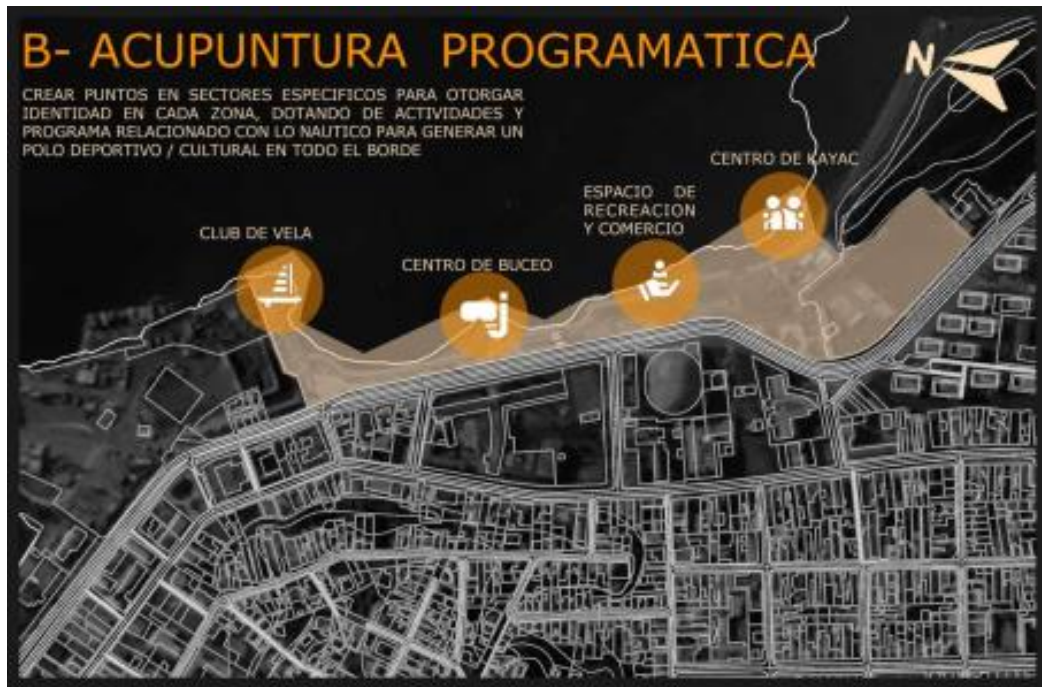 B- ACUPUNTURA PROGRAMATICA
N
CREAR PUNTOS EN SECTORES ESPECIFICOS PARA OTORGAR
IDENTIDAD EN CADA ZONA, DOTANDO DE ACTIVIDADES Y
PROGRAMA RELACIONADO CON LO NAUTICO PARA GENERAR UN
POLO DEPORTIVO / CULTURAL EN TODO EL BORDE
CENTRO DE KAYAC
ESPACIO DE
RECREACION
Y COMERCIO
CLUB DE VELA
CENTRO DE BUCEO